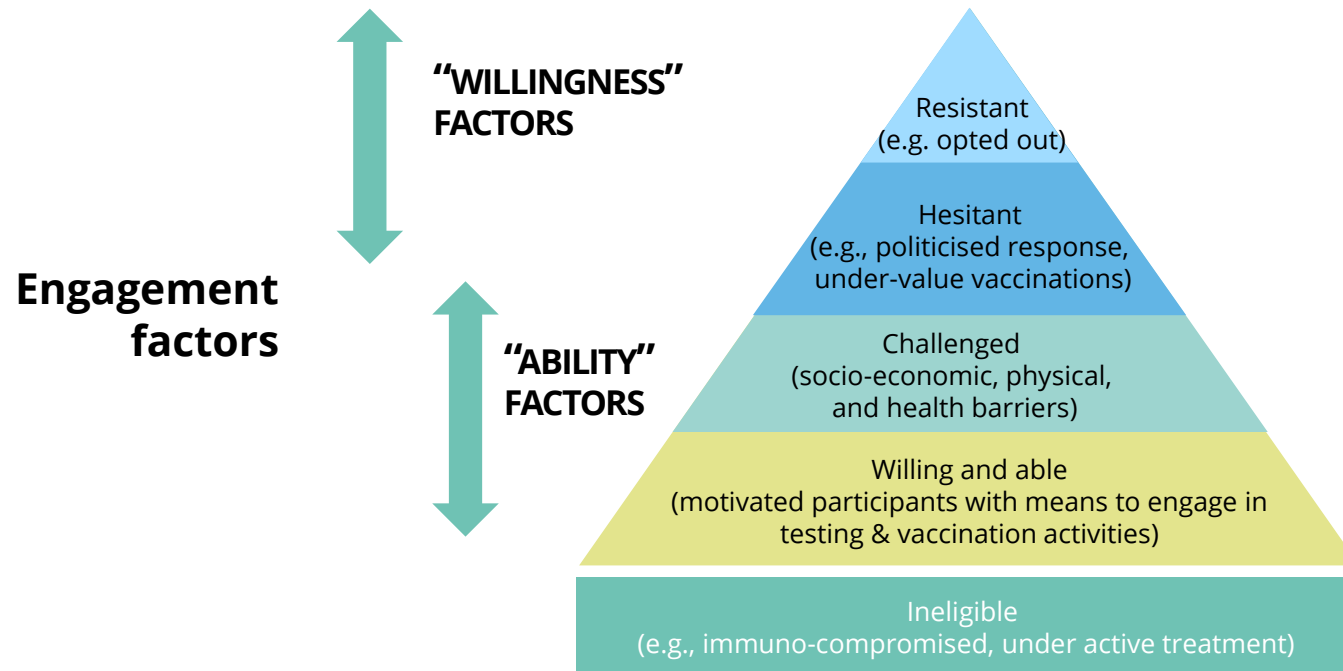 Engagement
factors
“WILLINGNESS”
FACTORS
“ABILITY”
FACTORS
Resistant
(e.g. opted out)
Hesitant
(e.g., politicised response,
under-value vaccinations)
Challenged
(socio-economic, physical,
and health barriers)
Willing and able
(motivated participants with means to engage in
testing & vaccination activities)
Ineligible
(e.g., immuno-compromised, under active treatment)